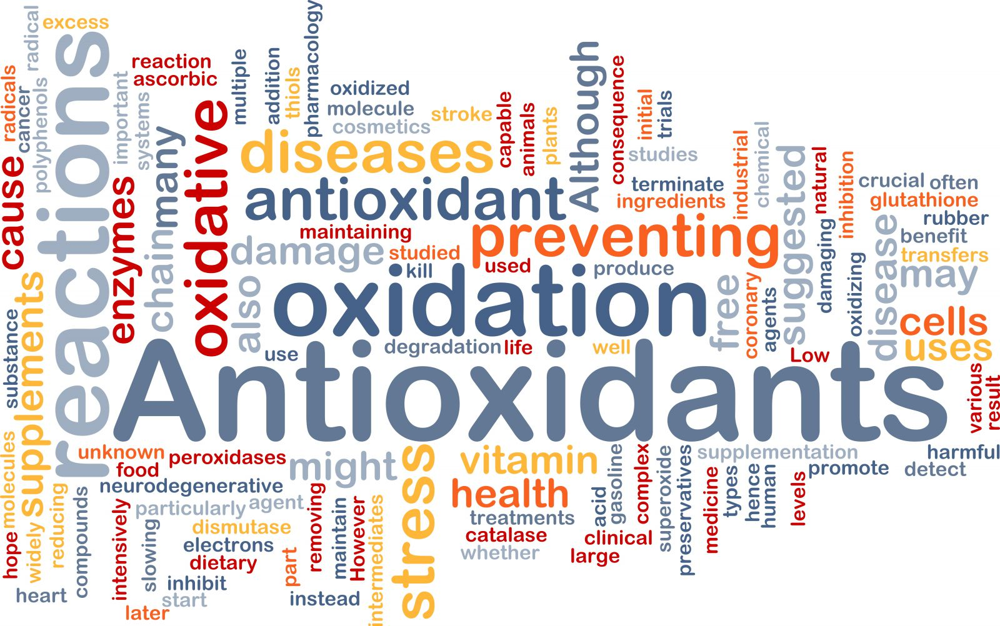 excess
radical
radicals
cancer
polyphenols
reactions
important
systems
reaction
ascorbic
multiple
addition
thiols
pharmacology
oxidized
molecule
cosmetics
stroke
capable
animals
plants
Although
consequence
initial
trials
studies
terminate
ingredients
industrial
chemical
suggested
natural
inhibition
crucial
often
glutathione
rubber
benefit
transfers
may
disease
damaging
oxidizing
cause
enzymes
many
chain
oxidative
diseases
antioxidant
maintaining
damage
studied
preventing
used
kill
produce
also
oxidation
free
coronary
agents
cells
uses
substance
supplements
use
degradation
life
well
Low
Antioxidants
various
result
molecules
unknown
food
peroxidases
might
stress
vitamin
health
gasoline
acid
complex
superoxide
preservatives
supplementation
harmful
promote
detect
medicine
types
hence
human
levels
neurodegenerative
particularly
agent
dismutase
electrons
dietary
removing
maintain
However
intermediates
treatments
catalase
whether
clinical
large
hope
widely
reducing
compounds
intensively
slowing
inhibit
start
part
instead
heart
later